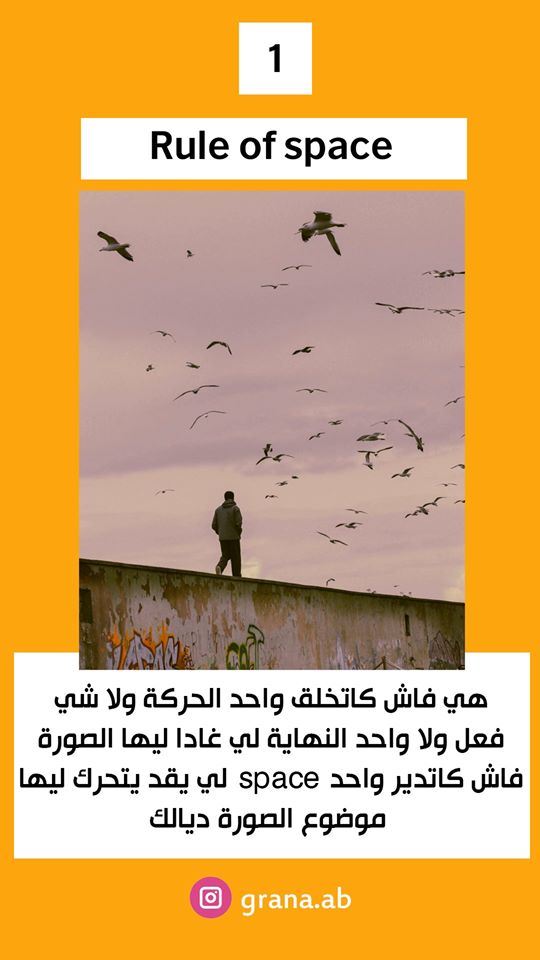 1
Rule of space
هي فاش كاتخلق واحد الحركة ولا شي
فعل ولا واحد النهاية لي غادا ليها الصورة
فاش كاتدير واحد space لي يقد يتحرك ليها
موضوع الصورة ديالك
grana.ab